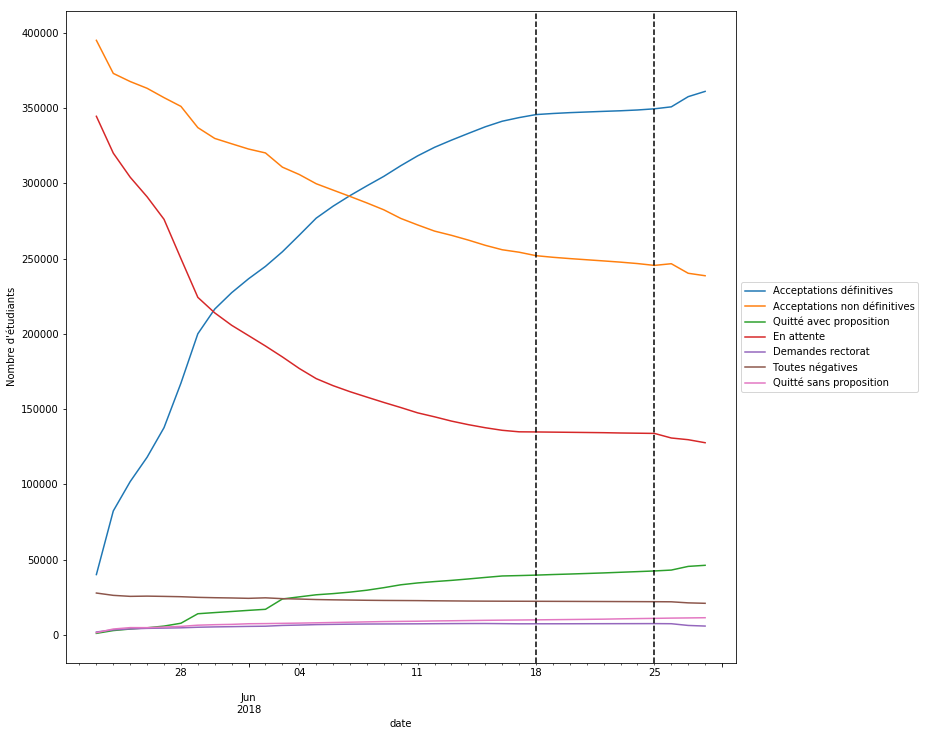 400000
350000
300000
250000
200000
150000
100000
50000
0
Nombre d'étudiants
28
04
11
18
25
Jun
2018
date
Acceptations définitives
Acceptations non définitives
Quitté avec proposition
En attente
Demandes rectorat
Toutes négatives
Quitté sans proposition